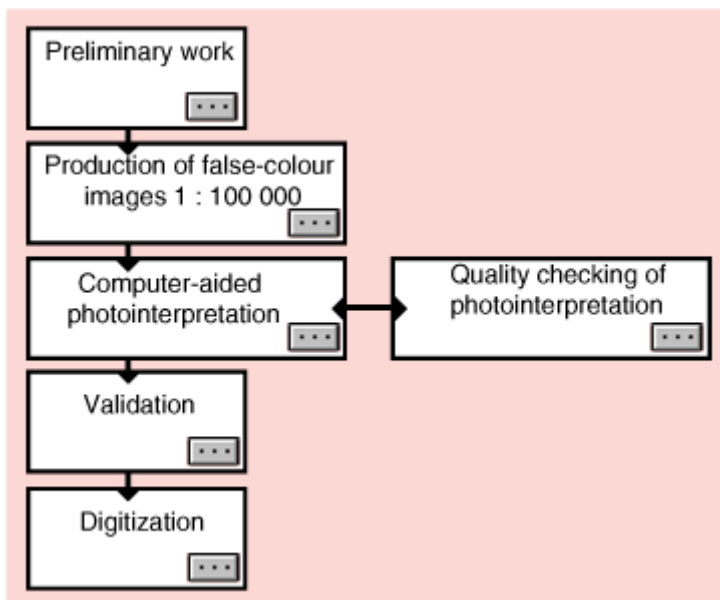 Preliminary work
...
Production of false-colour
images 1 : 100 000
...
Computer-aided
photointerpretation
...
Quality checking of
photointerpretation
...
Validation
...
Digitization
...